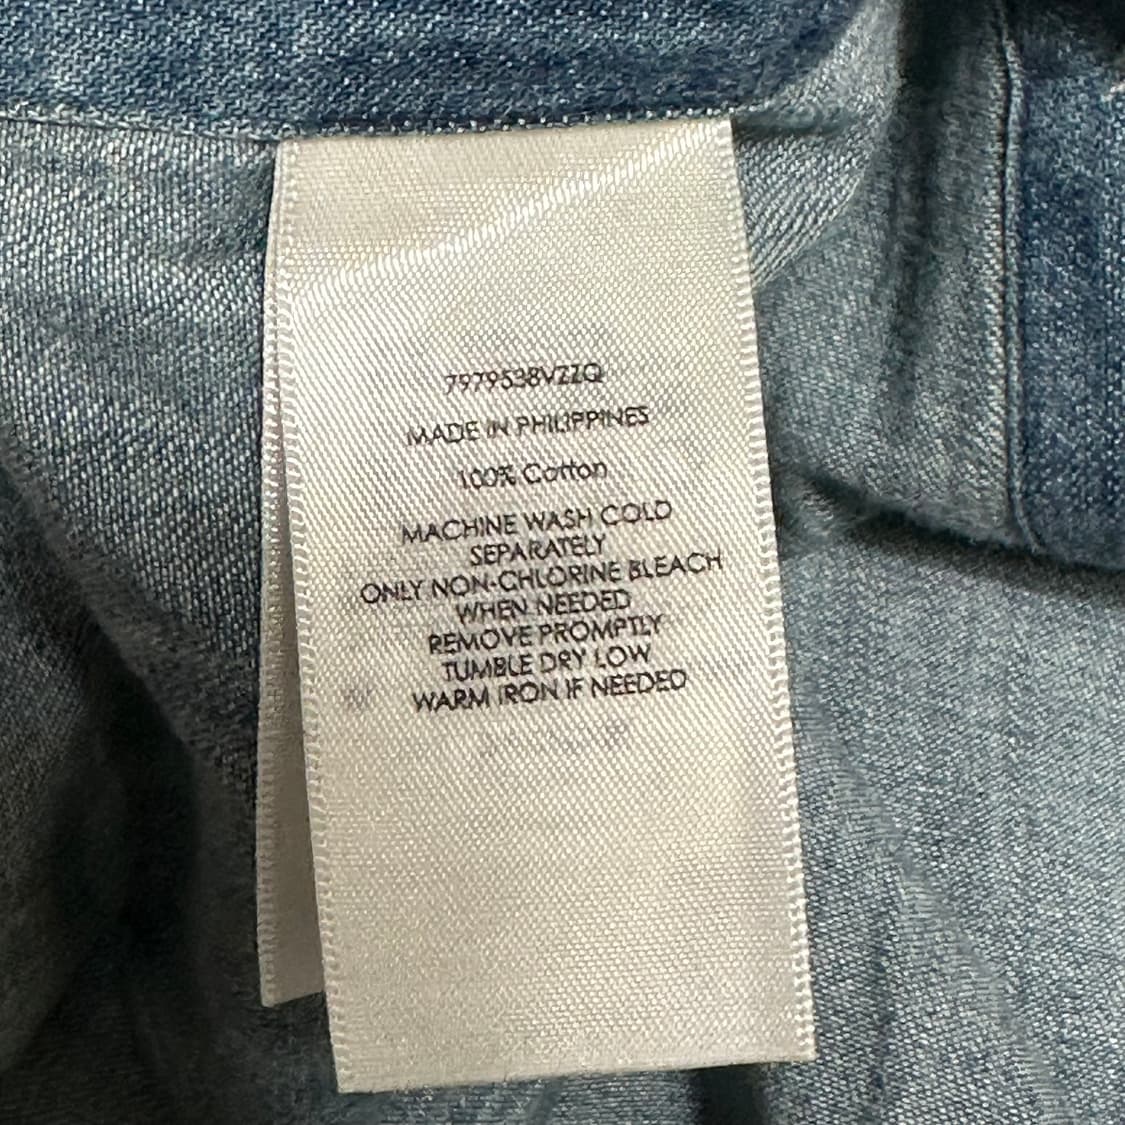 7979538VZZQ
MADE IN PHILIPPINES
100% Cotton
MACHINE WASH COLD
SEPARATELY
ONLY NON-CHLORINE BLEACH
WHEN NEEDED
REMOVE PROMPTLY
TUMBLE DRY LOW
WARM IRON IF NEEDED